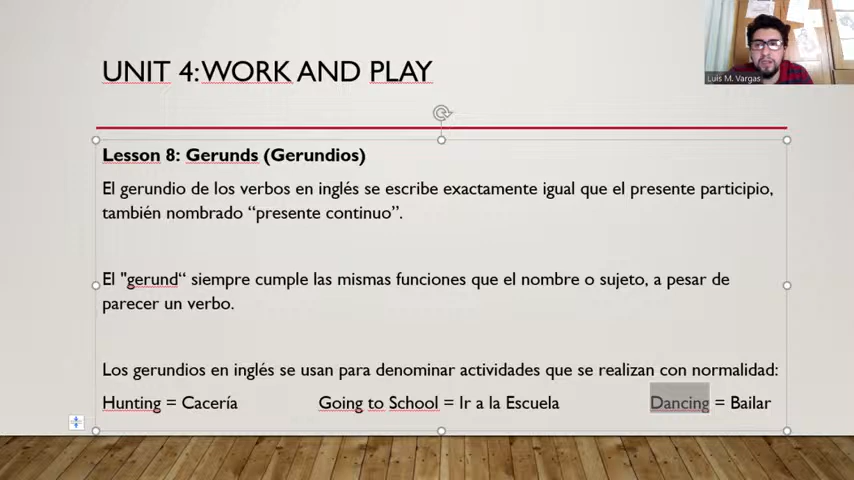 UNIT 4: WORK AND PLAY
Luis M. Vargas
Lesson 8: Gerunds (Gerundios)
El gerundio de los verbos en inglés se escribe exactamente igual que el presente participio,
también nombrado “presente continuo”.
El "gerund“ siempre cumple las mismas funciones que el nombre o sujeto, a pesar de
parecer un verbo.
Los gerundios en inglés se usan para denominar actividades que se realizan con normalidad:
Hunting = Cacería Going to School = Ir a la Escuela Dancing = Bailar